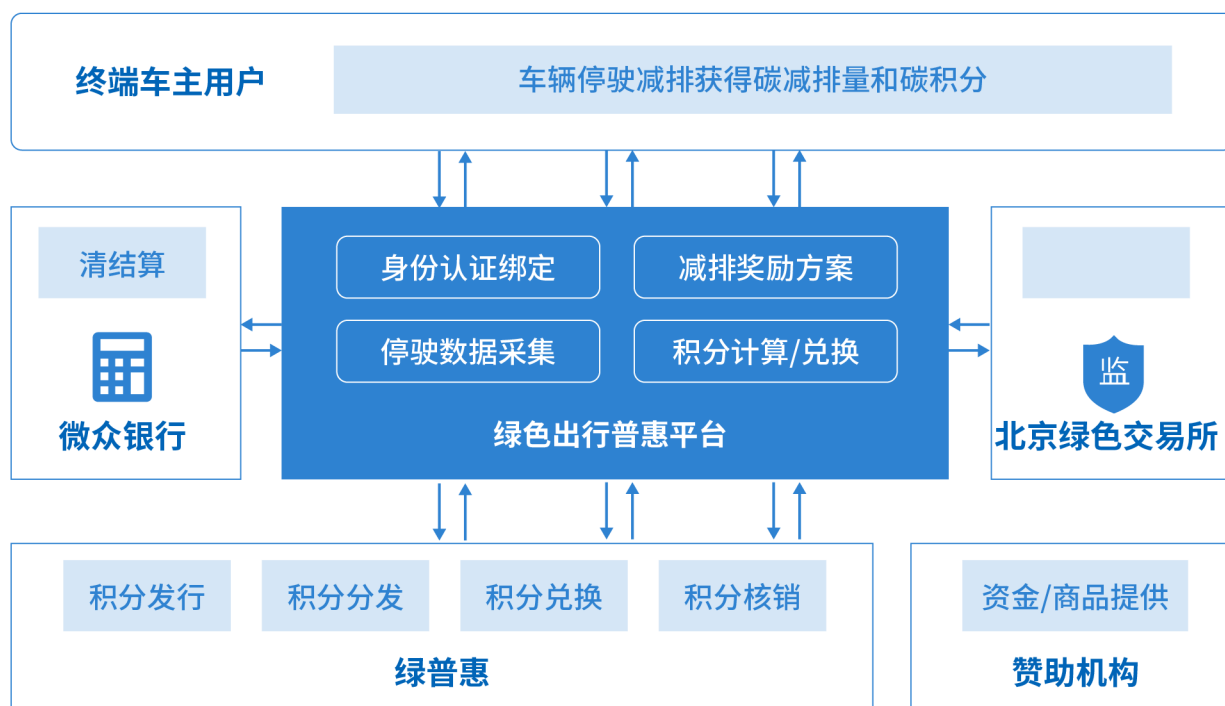 终端车主用户
车辆停驶减排获得碳减排量和碳积分
清结算
微众银行
身份认证绑定
减排奖励方案
停驶数据采集
积分计算/兑换
绿色出行普惠平台
监
北京绿色交易所
积分发行
积分分发
积分兑换
积分核销
绿普惠
资金/商品提供
赞助机构